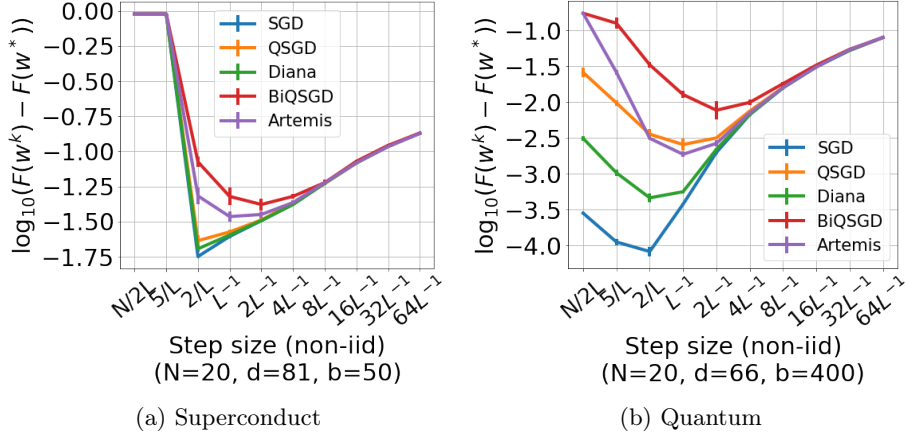 log₁₀(F(wᵏ) − F(w*))
0.00
−0.25
−0.50
−0.75
−1.00
−1.25
−1.50
−1.75
SGD
QSGD
Diana
BiQSGD
Artemis
N/2L
5/L
2/L
L⁻¹
2L⁻¹
4L⁻¹
8L⁻¹
16L⁻¹
32L⁻¹
64L⁻¹
Step size (non-iid)
(N=20, d=81, b=50)
(a) Superconduct
log₁₀(F(wᵏ) − F(w*))
−1.0
−1.5
−2.0
−2.5
−3.0
−3.5
−4.0
SGD
QSGD
Diana
BiQSGD
Artemis
N/2L
5/L
2/L
L⁻¹
2L⁻¹
4L⁻¹
8L⁻¹
16L⁻¹
32L⁻¹
64L⁻¹
Step size (non-iid)
(N=20, d=66, b=400)
(b) Quantum